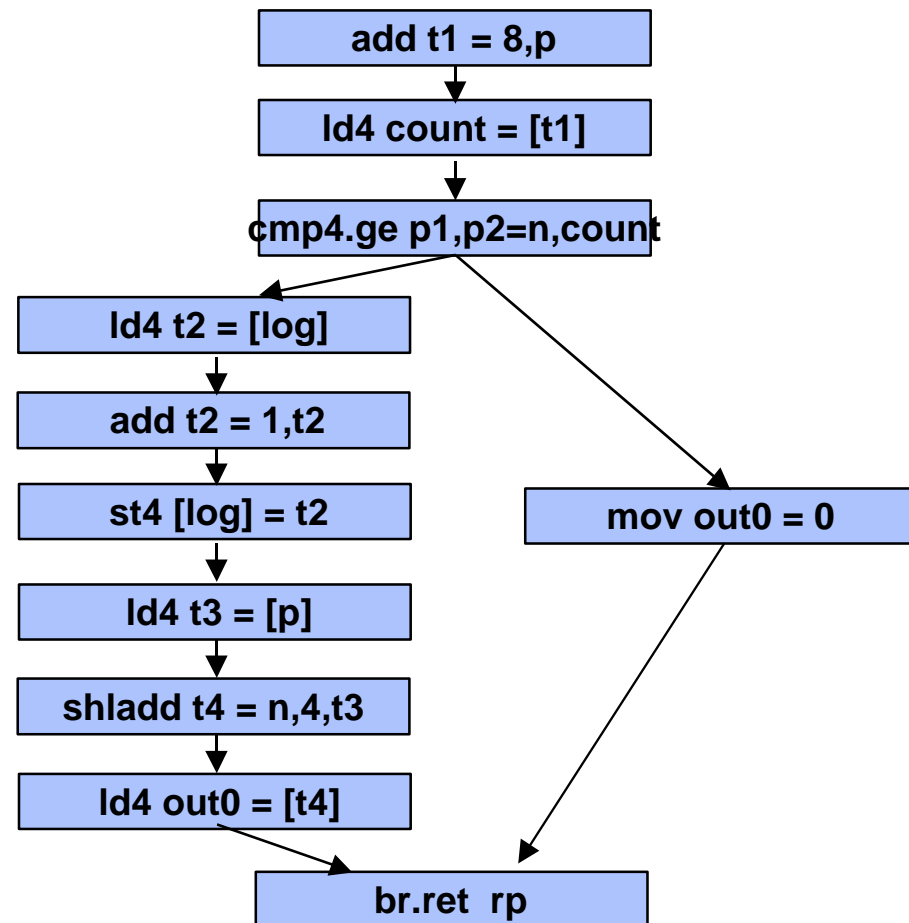 add t1 = 8,p
ld4 count = [t1]
cmp4.ge p1,p2=n,count
ld4 t2 = [log]
add t2 = 1,t2
st4 [log] = t2
mov out0 = 0
ld4 t3 = [p]
shladd t4 = n,4,t3
ld4 out0 = [t4]
br.ret rp